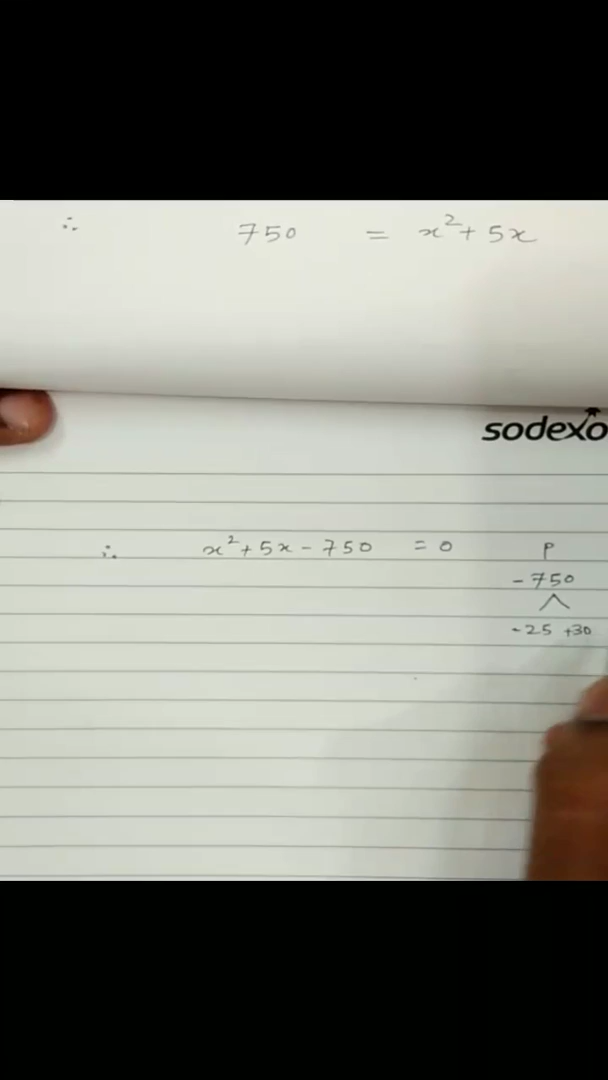 ∴ 750 = x² + 5x
sodexo
∴ x² + 5x - 750 = 0
P
- 750
- 25 +30